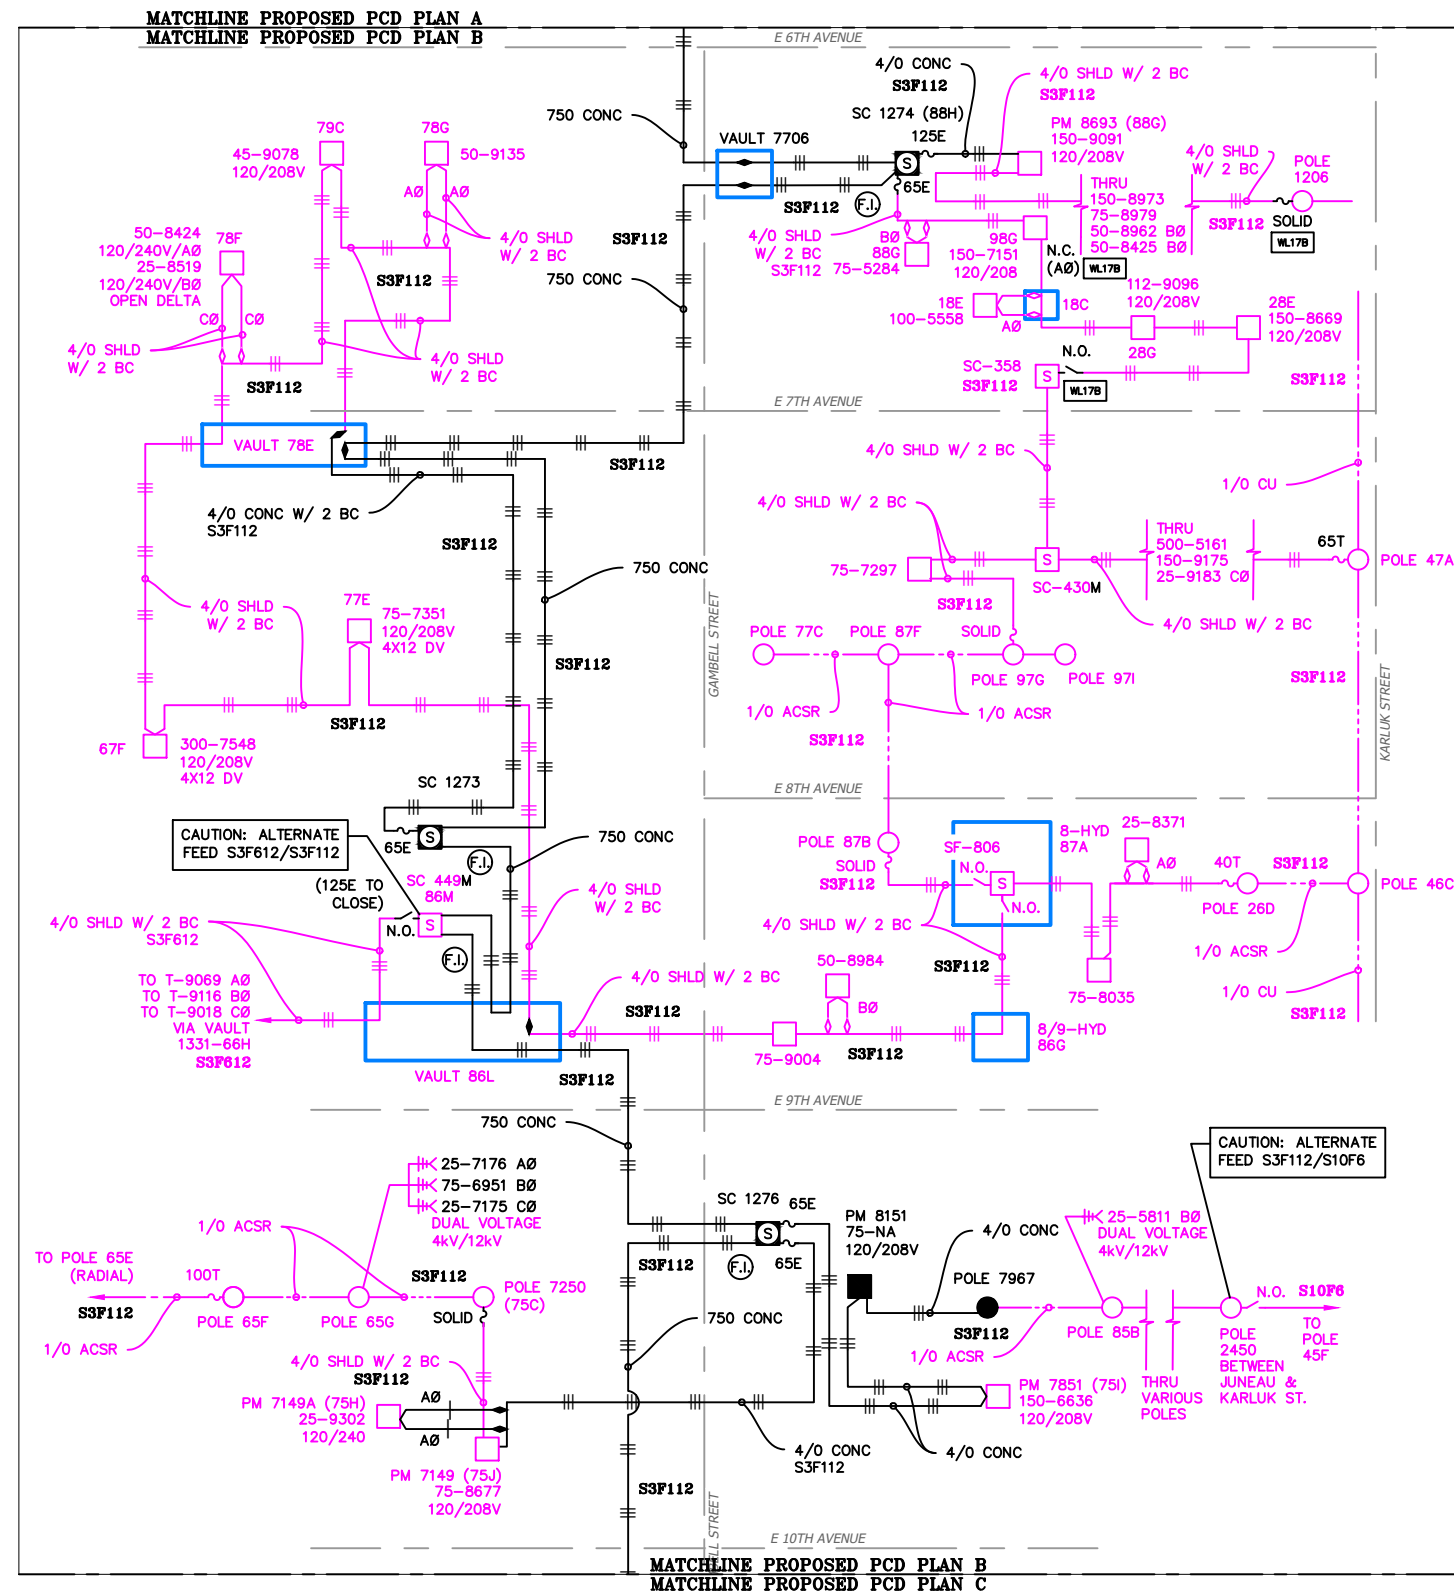 MATCHLINE PROPOSED PCD PLAN A
MATCHLINE PROPOSED PCD PLAN B
E 6TH AVENUE
4/0 CONC
S3F112
4/0 SHLD W/ 2 BC
S3F112
750 CONC
SC 1274 (88H)
125E
VAULT 7706
S
65E
F.I.
S3F112
PM 8693 (88G)
150-9091
120/208V
4/0 SHLD
W/ 2 BC
POLE
1206
THRU
150-8973
75-8979
50-8962 BØ
50-8425 BØ
S3F112
SOLID
WL17B
79C
45-9078
120/208V
78G
50-9135
AØ
AØ
4/0 SHLD
W/ 2 BC
S3F112
50-8424
120/240V/AØ
25-8519
120/240V/BØ
OPEN DELTA
78F
CØ
CØ
4/0 SHLD
W/ 2 BC
S3F112
4/0 SHLD
W/ 2 BC
S3F112
750 CONC
4/0 SHLD
W/ 2 BC
S3F112
BØ
88G
75-5284
98G
150-7151
120/208
N.C.
(AØ)
WL17B
18E
100-5558
AØ
18C
112-9096
120/208V
28G
28E
150-8669
120/208V
N.O.
SC-358
S3F112
S
WL17B
S3F112
E 7TH AVENUE
VAULT 78E
S3F112
4/0 CONC W/ 2 BC
S3F112
S3F112
4/0 SHLD W/ 2 BC
4/0 SHLD W/ 2 BC
1/0 CU
750 CONC
75-7297
S3F112
S
SC-430M
THRU
500-5161
150-9175
25-9183 CØ
65T
POLE 47A
4/0 SHLD W/ 2 BC
4/0 SHLD
W/ 2 BC
77E
75-7351
120/208V
4X12 DV
S3F112
S3F112
GAMBELL STREET
POLE 77C
POLE 87F
SOLID
POLE 97G
POLE 97I
1/0 ACSR
1/0 ACSR
S3F112
S3F112
KARLUK STREET
67F
300-7548
120/208V
4X12 DV
E 8TH AVENUE
SC 1273
65E
S
F.I.
750 CONC
CAUTION: ALTERNATE
FEED S3F612/S3F112
(125E TO
CLOSE)
SC 449M
86M
N.O.
S
F.I.
4/0 SHLD
W/ 2 BC
POLE 87B
SOLID
S3F112
SF-806
N.O.
S
N.O.
8-HYD
87A
25-8371
AØ
40T
S3F112
POLE 46C
POLE 26D
1/0 ACSR
4/0 SHLD W/ 2 BC
S3F612
4/0 SHLD W/ 2 BC
S3F112
75-8035
1/0 CU
S3F112
TO T-9069 AØ
TO T-9116 BØ
TO T-9018 CØ
VIA VAULT
1331-66H
S3F612
4/0 SHLD W/ 2 BC
S3F112
50-8984
BØ
75-9004
S3F112
8/9-HYD
86G
VAULT 86L
S3F112
E 9TH AVENUE
750 CONC
CAUTION: ALTERNATE
FEED S3F112/S10F6
25-7176 AØ
75-6951 BØ
25-7175 CØ
DUAL VOLTAGE
4kV/12kV
SC 1276
65E
S
65E
F.I.
S3F112
PM 8151
75-NA
120/208V
4/0 CONC
25-5811 BØ
DUAL VOLTAGE
4kV/12kV
1/0 ACSR
TO POLE 65E
(RADIAL)
S3F112
100T
S3F112
POLE 7250
(75C)
SOLID
POLE 65F
POLE 65G
1/0 ACSR
POLE 7967
S3F112
1/0 ACSR
POLE 85B
N.O.
S10F6
TO
POLE
45F
POLE
2450
BETWEEN
JUNEAU &
KARLUK ST.
THRU
VARIOUS
POLES
750 CONC
4/0 SHLD W/ 2 BC
S3F112
PM 7149A (75H)
25-9302
120/240
AØ
AØ
PM 7149 (75J)
75-8677
120/208V
PM 7851 (75I)
150-6636
120/208V
4/0 CONC
4/0 CONC
S3F112
S3F112
ELL STREET
E 10TH AVENUE
MATCHLINE PROPOSED PCD PLAN B
MATCHLINE PROPOSED PCD PLAN C